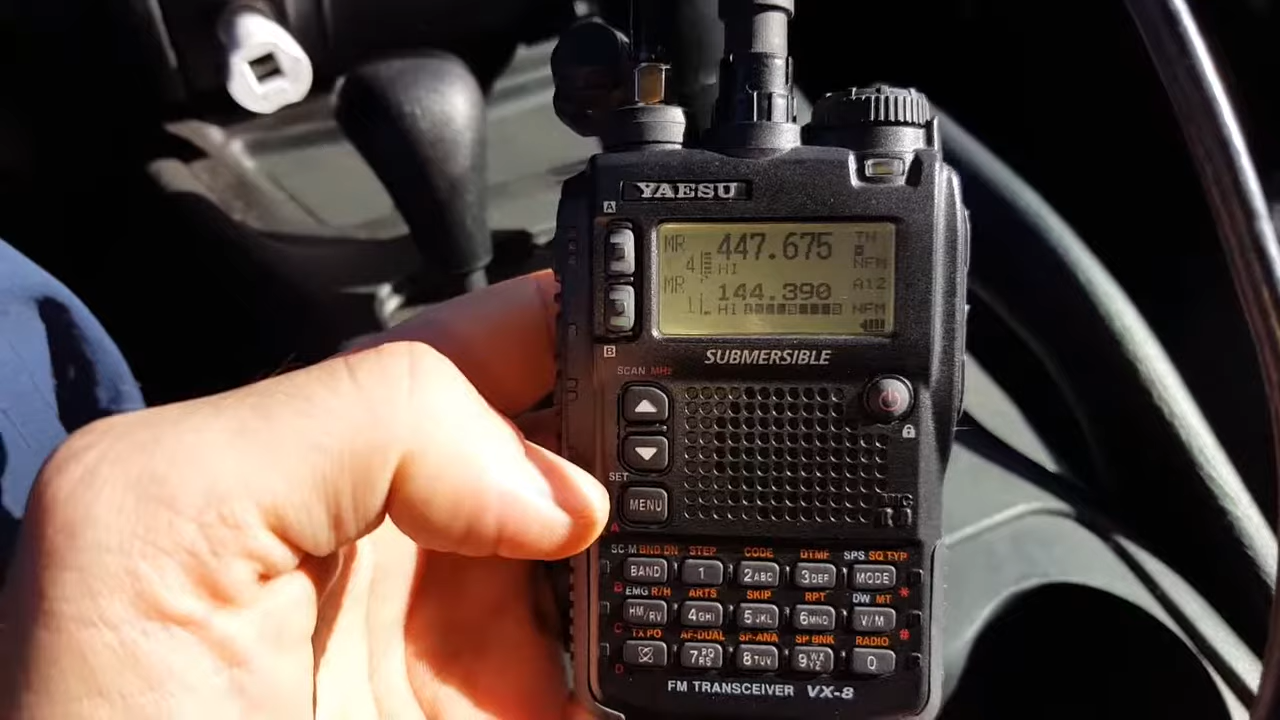 YAESU
A
MR 447.675
4 HI NFM
MR 144.390 A12
1 HI NFM
B
SUBMERSIBLE
SCAN MHz
SET
MENU
MIC
A
SC-M BND DN STEP CODE DTMF SPS SQ TYP
BAND 1 2ABC 3DEF MODE
B EMG R/H ARTS SKIP RPT DW MT *
HM/RV 4GHI 5JKL 6MNO V/M
C TX PO AF-DUAL SP-ANA SP BNK RADIO #
7PQRS 8TUV 9WXYZ 0
D
FM TRANSCEIVER VX-8